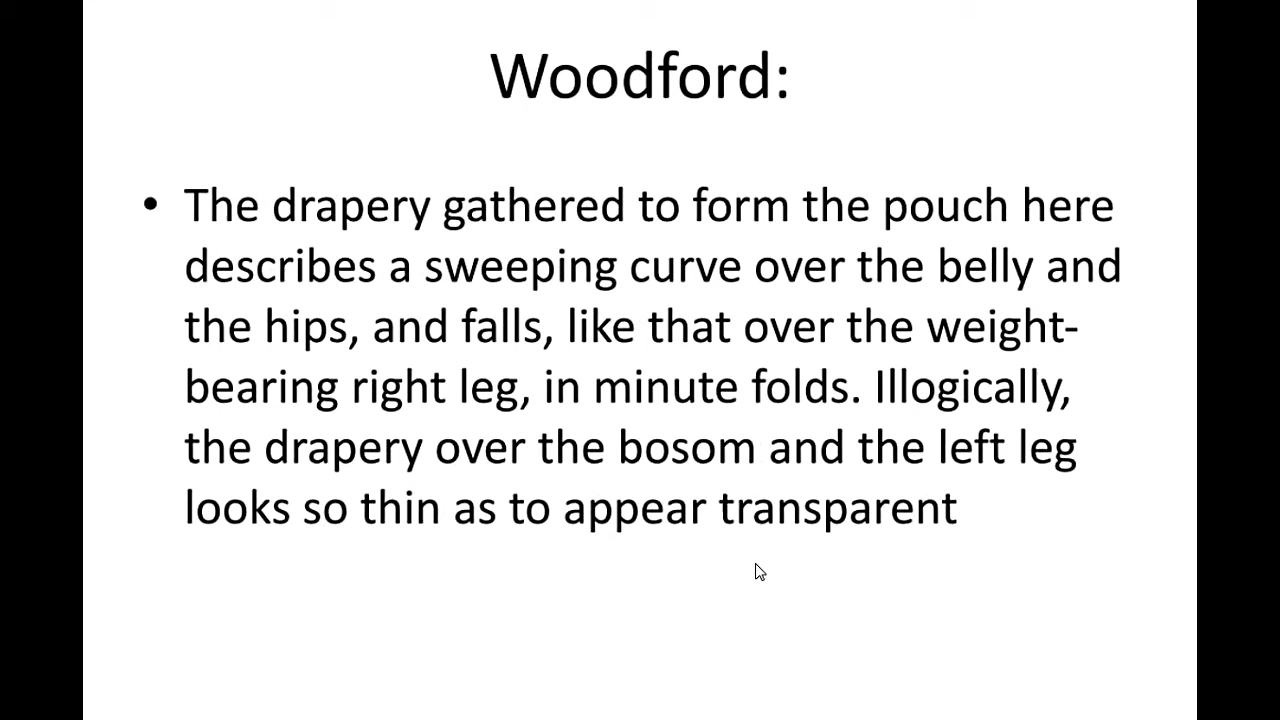 Woodford:
• The drapery gathered to form the pouch here
describes a sweeping curve over the belly and
the hips, and falls, like that over the weight-
bearing right leg, in minute folds. Illogically,
the drapery over the bosom and the left leg
looks so thin as to appear transparent